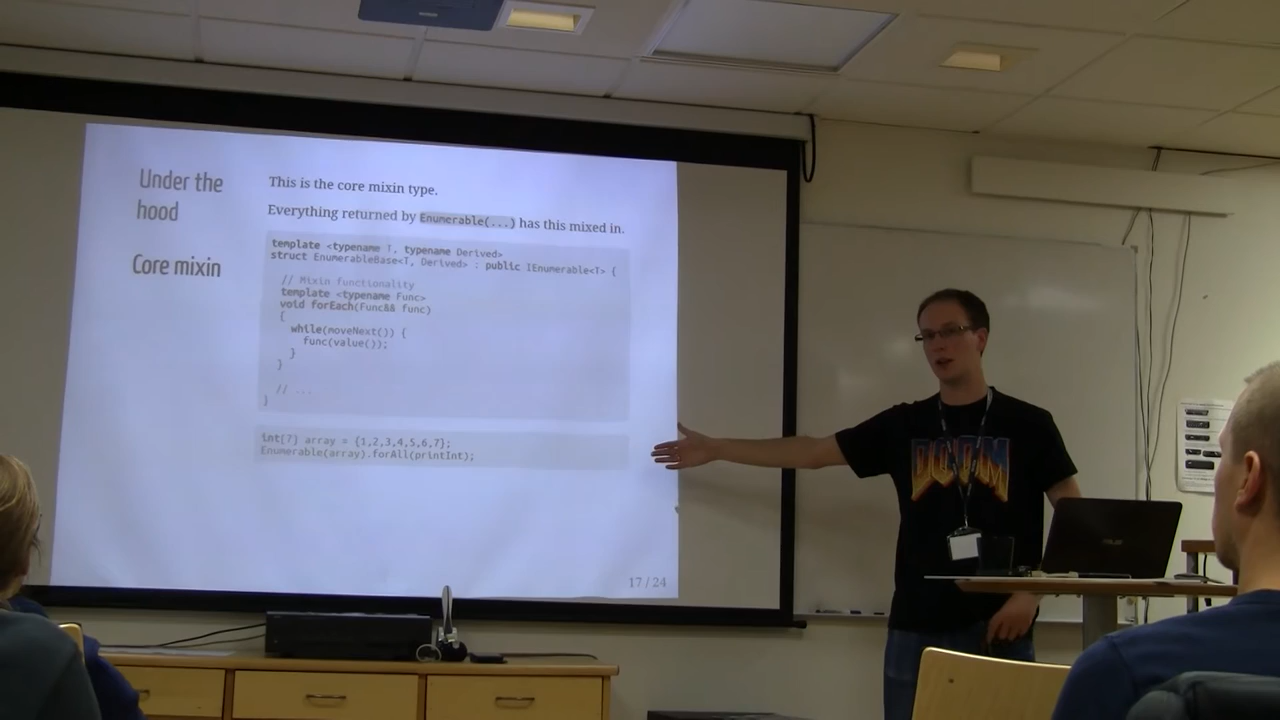 Under the
hood
Core mixin
This is the core mixin type.
Everything returned by Enumerable(...) has this mixed in.
template <typename T, typename Derived>
struct EnumerableBase<T, Derived> : public IEnumerable<T> {
// Mixin functionality
template <typename Func>
void forEach(Func&& func)
{
while(moveNext()) {
func(value());
}
}
// ...
}
int[7] array = {1,2,3,4,5,6,7};
Enumerable(array).forAll(printInt);
17 / 24
DOOM
ASUS